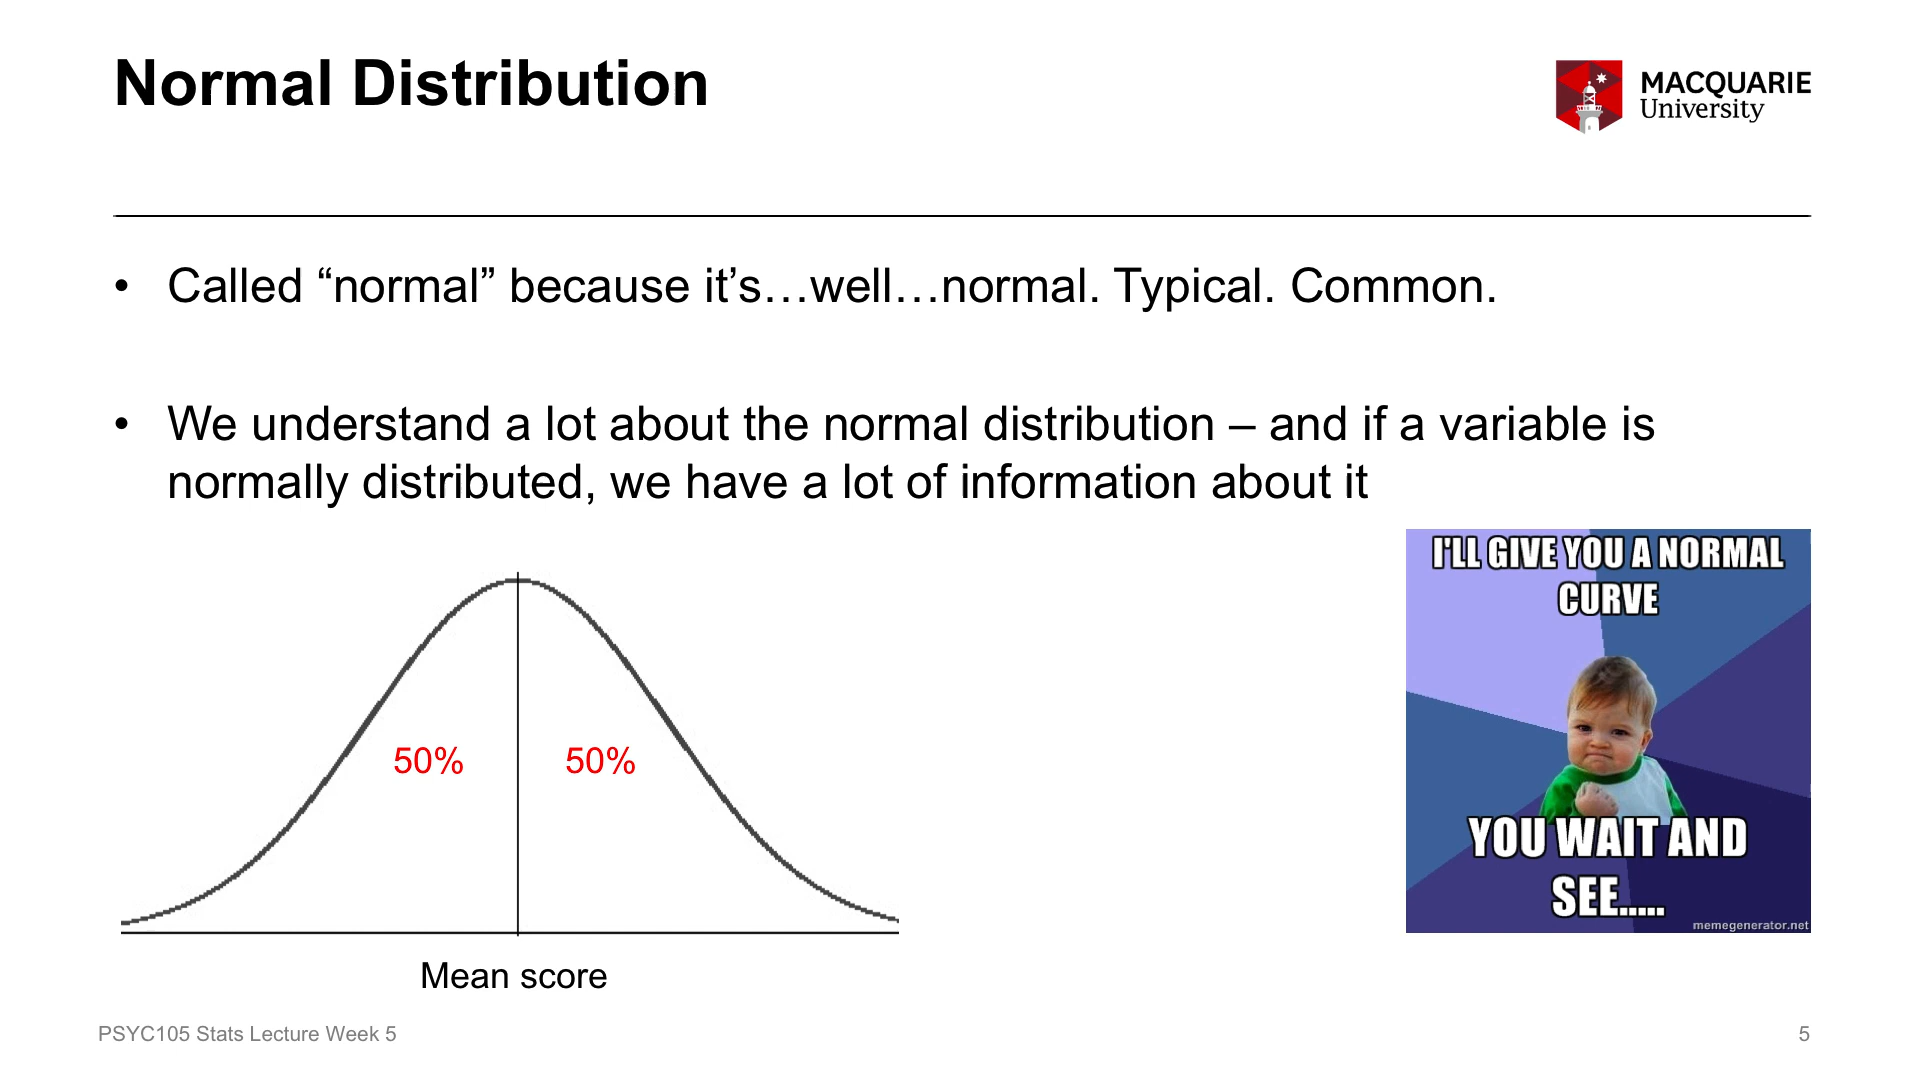 Normal Distribution
MACQUARIE
University
• Called “normal” because it’s…well…normal. Typical. Common.
• We understand a lot about the normal distribution – and if a variable is
normally distributed, we have a lot of information about it
50% 50%
Mean score
I'LL GIVE YOU A NORMAL
CURVE
YOU WAIT AND
SEE.....
memegenerator.net
PSYC105 Stats Lecture Week 5
5